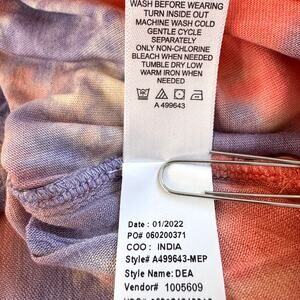 WASH BEFORE WEARING
TURN INSIDE OUT
MACHINE WASH COLD
GENTLE CYCLE
SEPARATELY
ONLY NON-CHLORINE
BLEACH WHEN NEEDED
TUMBLE DRY LOW
WARM IRON WHEN
NEEDED
A 499643
Date : 01/2022
PO# 060200371
COO : INDIA
Style# A499643-MEP
Style Name: DEA
Vendor# 1005609